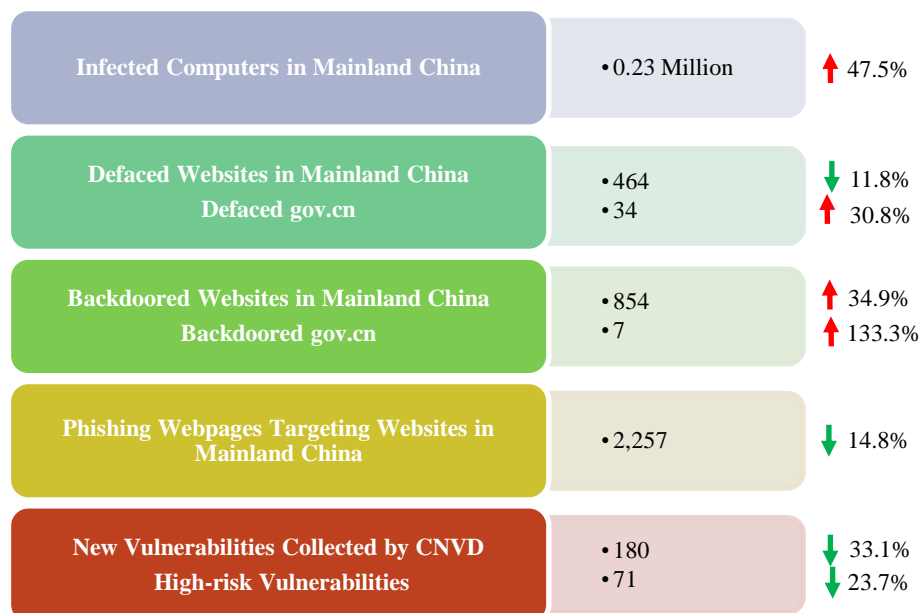 Infected Computers in Mainland China
•0.23 Million
47.5%
Defaced Websites in Mainland China
Defaced gov.cn
•464
•34
11.8%
30.8%
Backdoored Websites in Mainland China
Backdoored gov.cn
•854
•7
34.9%
133.3%
Phishing Webpages Targeting Websites in
Mainland China
•2,257
14.8%
New Vulnerabilities Collected by CNVD
High-risk Vulnerabilities
•180
•71
33.1%
23.7%